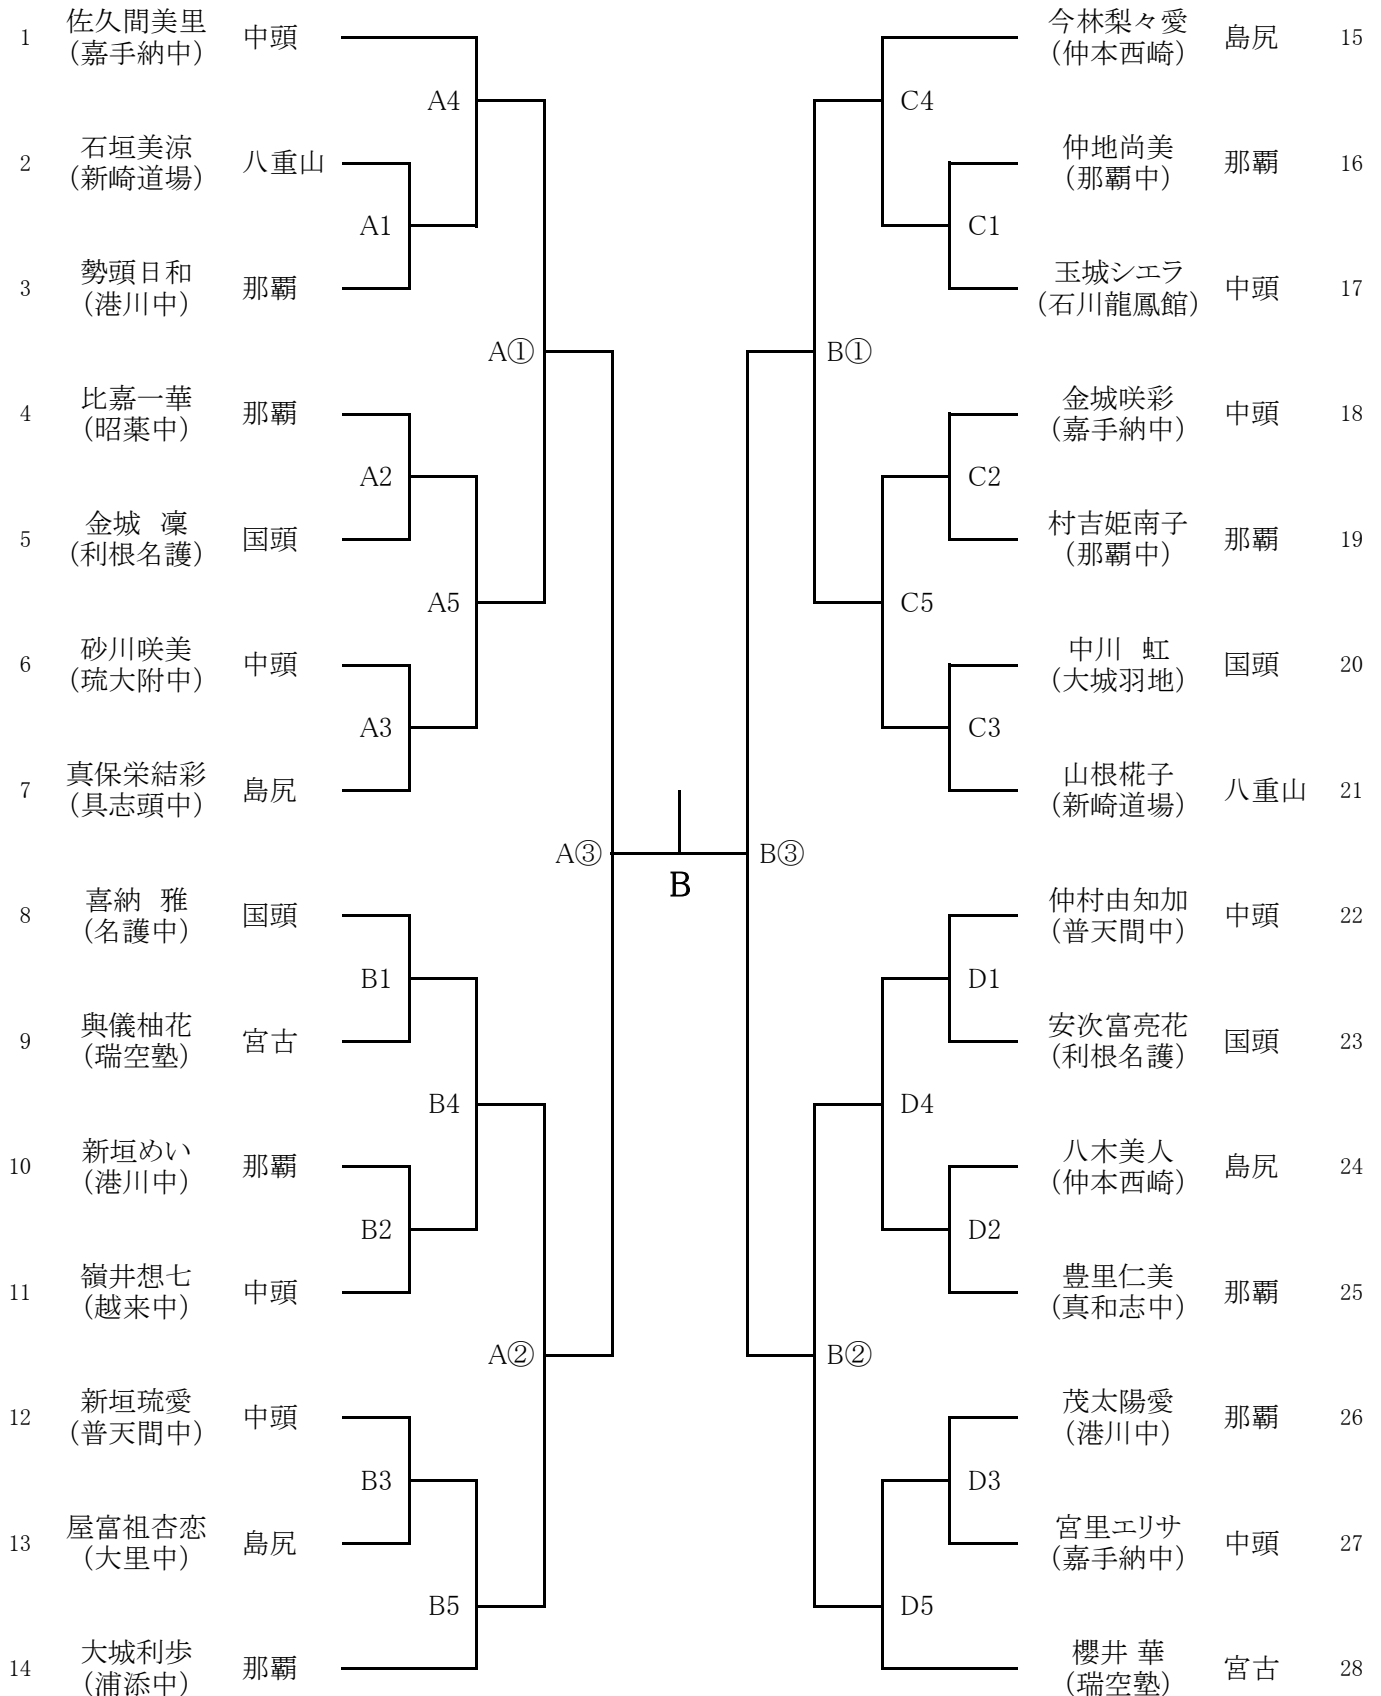 1 佐久間美里 中頭
(嘉手納中)
A4
2 石垣美涼 八重山
(新崎道場)
A1
3 勢頭日和 那覇
(港川中)
A①
4 比嘉一華 那覇
(昭薬中)
A2
5 金城 凜 国頭
(利根名護)
A5
6 砂川咲美 中頭
(琉大附中)
A3
7 真保栄結彩 島尻
(具志頭中)
A③
8 喜納 雅 国頭
(名護中)
B1
9 與儀柚花 宮古
(瑞空塾)
B4
10 新垣めい 那覇
(港川中)
B2
11 嶺井想七 中頭
(越来中)
A②
12 新垣琉愛 中頭
(普天間中)
B3
13 屋富祖杏恋 島尻
(大里中)
B5
14 大城利歩 那覇
(浦添中)
B
今林梨々愛 島尻 15
(仲本西崎)
C4
仲地尚美 那覇 16
(那覇中)
C1
玉城シエラ 中頭 17
(石川龍鳳館)
B①
金城咲彩 中頭 18
(嘉手納中)
C2
村吉姫南子 那覇 19
(那覇中)
C5
中川 虹 国頭 20
(大城羽地)
C3
山根椛子 八重山 21
(新崎道場)
B③
仲村由知加 中頭 22
(普天間中)
D1
安次富亮花 国頭 23
(利根名護)
D4
八木美人 島尻 24
(仲本西崎)
D2
豊里仁美 那覇 25
(真和志中)
B②
茂太陽愛 那覇 26
(港川中)
D3
宮里エリサ 中頭 27
(嘉手納中)
D5
櫻井 華 宮古 28
(瑞空塾)